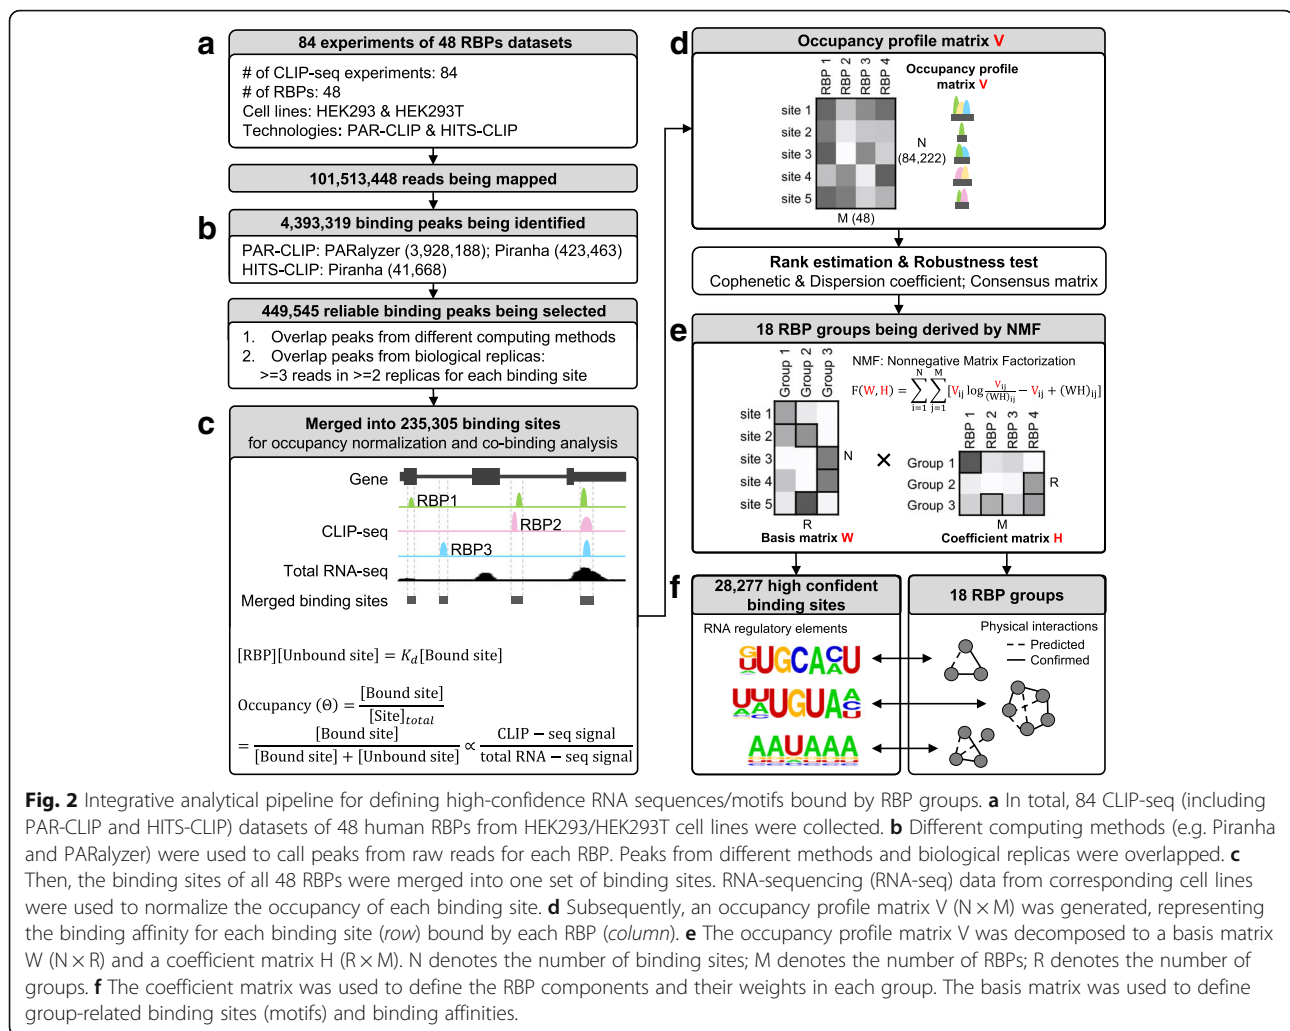 a
84 experiments of 48 RBPs datasets
# of CLIP-seq experiments: 84
# of RBPs: 48
Cell lines: HEK293 & HEK293T
Technologies: PAR-CLIP & HITS-CLIP
101,513,448 reads being mapped
b
4,393,319 binding peaks being identified
PAR-CLIP: PARalyzer (3,928,188); Piranha (423,463)
HITS-CLIP: Piranha (41,668)
449,545 reliable binding peaks being selected
1. Overlap peaks from different computing methods
2. Overlap peaks from biological replicas:
>=3 reads in >=2 replicas for each binding site
c
Merged into 235,305 binding sites
for occupancy normalization and co-binding analysis
Gene
RBP1
CLIP-seq
RBP2
RBP3
Total RNA-seq
Merged binding sites
[RBP][Unbound site] = K_d[Bound site]
Occupancy (Θ) = [Bound site] / [Site]_total
= [Bound site] / [Bound site] + [Unbound site] ∝ CLIP − seq signal / total RNA − seq signal
d
Occupancy profile matrix V
RBP 1
RBP 2
RBP 3
RBP 4
Occupancy profile
matrix V
site 1
site 2
site 3
site 4
site 5
N
(84,222)
M (48)
Rank estimation & Robustness test
Cophenetic & Dispersion coefficient; Consensus matrix
e
18 RBP groups being derived by NMF
Group 1
Group 2
Group 3
NMF: Nonnegative Matrix Factorization
F(W, H) = ∑_{i=1}^{N} ∑_{j=1}^{M} [V_ij log V_ij / (WH)_ij − V_ij + (WH)_ij]
site 1
site 2
site 3
site 4
site 5
N
R
Basis matrix W
×
RBP 1
RBP 2
RBP 3
RBP 4
Group 1
Group 2
Group 3
R
M
Coefficient matrix H
f
28,277 high confident
binding sites
RNA regulatory elements
18 RBP groups
Physical interactions
Predicted
Confirmed
Fig. 2 Integrative analytical pipeline for defining high-confidence RNA sequences/motifs bound by RBP groups. a In total, 84 CLIP-seq (including
PAR-CLIP and HITS-CLIP) datasets of 48 human RBPs from HEK293/HEK293T cell lines were collected. b Different computing methods (e.g. Piranha
and PARalyzer) were used to call peaks from raw reads for each RBP. Peaks from different methods and biological replicas were overlapped. c
Then, the binding sites of all 48 RBPs were merged into one set of binding sites. RNA-sequencing (RNA-seq) data from corresponding cell lines
were used to normalize the occupancy of each binding site. d Subsequently, an occupancy profile matrix V (N × M) was generated, representing
the binding affinity for each binding site (row) bound by each RBP (column). e The occupancy profile matrix V was decomposed to a basis matrix
W (N × R) and a coefficient matrix H (R × M). N denotes the number of binding sites; M denotes the number of RBPs; R denotes the number of
groups. f The coefficient matrix was used to define the RBP components and their weights in each group. The basis matrix was used to define
group-related binding sites (motifs) and binding affinities.